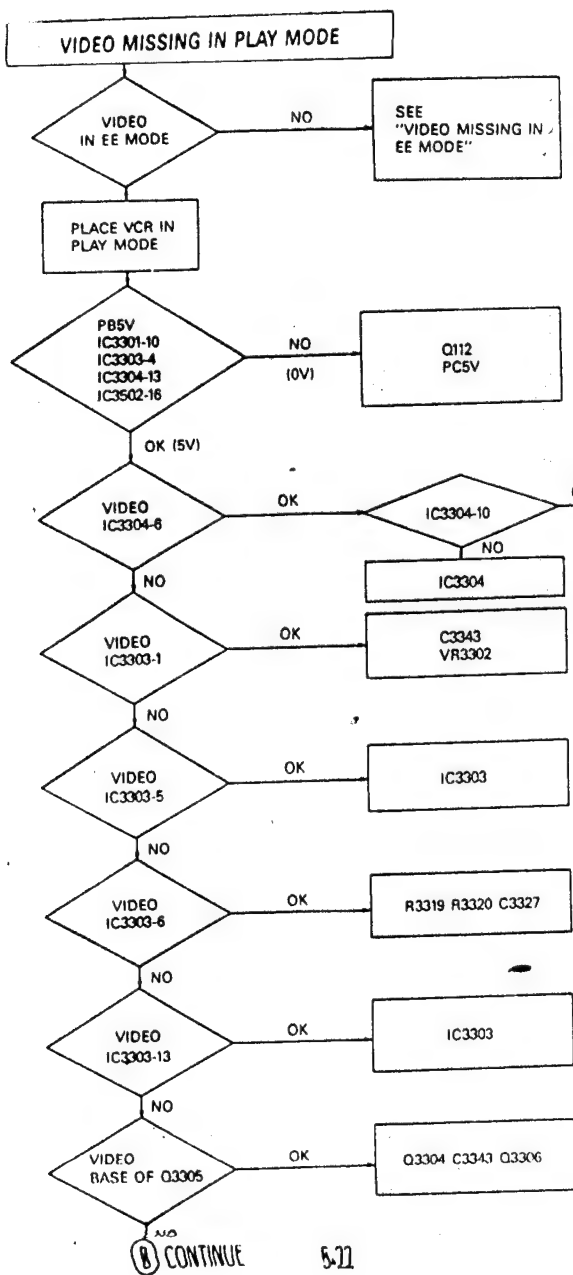 VIDEO MISSING IN PLAY MODE
VIDEO
IN EE MODE
NO
SEE
"VIDEO MISSING IN
EE MODE"
PLACE VCR IN
PLAY MODE
PB5V
IC3301-10
IC3303-4
IC3304-13
IC3502-16
NO
(0V)
Q112
PC5V
OK (5V)
VIDEO
IC3304-6
OK
IC3304-10
NO
IC3304
NO
VIDEO
IC3303-1
OK
C3343
VR3302
NO
VIDEO
IC3303-5
OK
IC3303
NO
VIDEO
IC3303-6
OK
R3319 R3320 C3327
NO
VIDEO
IC3303-13
OK
IC3303
NO
VIDEO
BASE OF Q3305
OK
Q3304 C3343 Q3306
NO
B CONTINUE
5-22